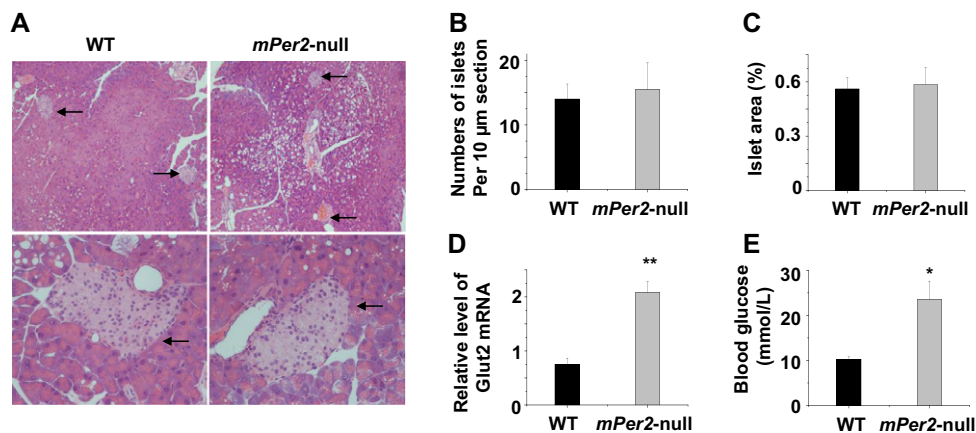 A
WT
mPer2-null
B
Numbers of islets
Per 10 µm section
20
10
0
WT
mPer2-null
C
Islet area (%)
0.6
0.3
0
WT
mPer2-null
D
Relative level of
Glut2 mRNA
2
1
0
**
WT
mPer2-null
E
Blood glucose
(mmol/L)
30
20
10
0
*
WT
mPer2-null